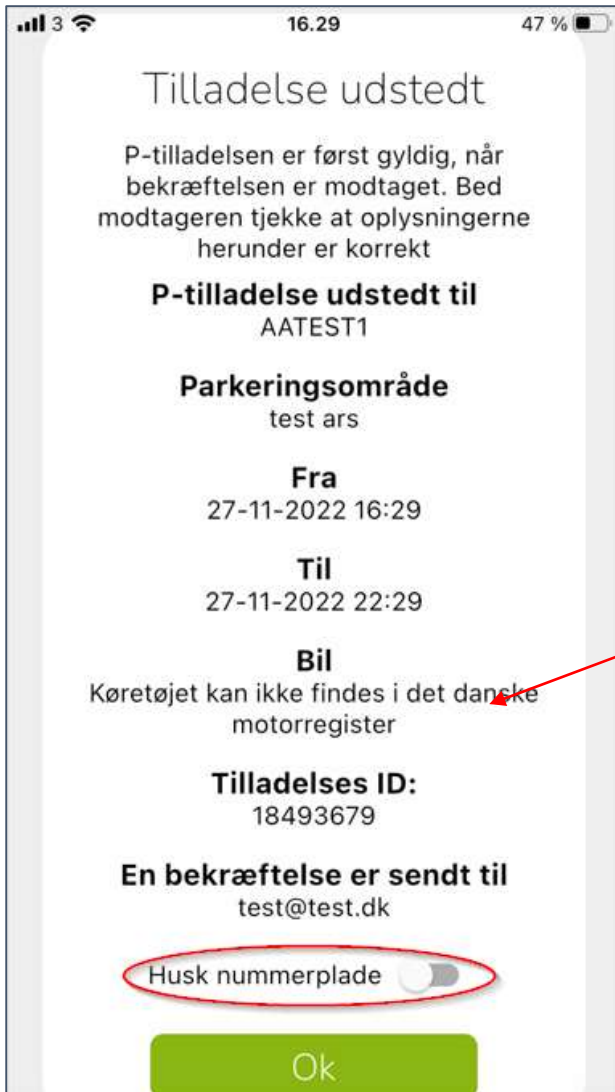 3 16.29 47 %
Tilladelse udstedt
P-tilladelsen er først gyldig, når
bekræftelsen er modtaget. Bed
modtageren tjekke at oplysningerne
herunder er korrekt
P-tilladelse udstedt til
AATEST1
Parkeringsområde
test ars
Fra
27-11-2022 16:29
Til
27-11-2022 22:29
Bil
Køretøjet kan ikke findes i det danske
motorregister
Tilladelses ID:
18493679
En bekræftelse er sendt til
test@test.dk
Husk nummerplade
Ok